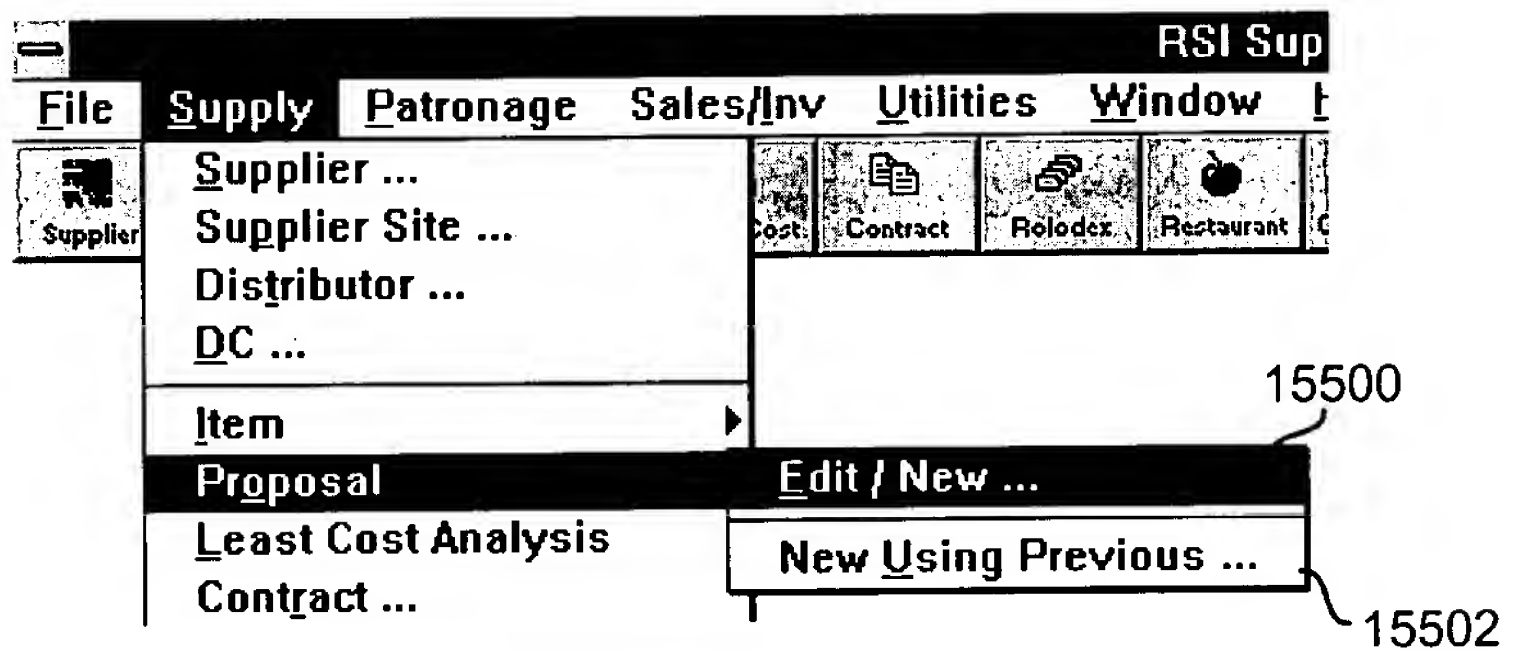 RSI Sup
File Supply Patronage Sales/Inv Utilities Window
Supplier Cost Contract Rolodex Restaurant
Supplier ...
Supplier Site ...
Distributor ...
DC ...
Item
Proposal
Least Cost Analysis
Contract ...
15500
Edit / New ...
New Using Previous ...
15502